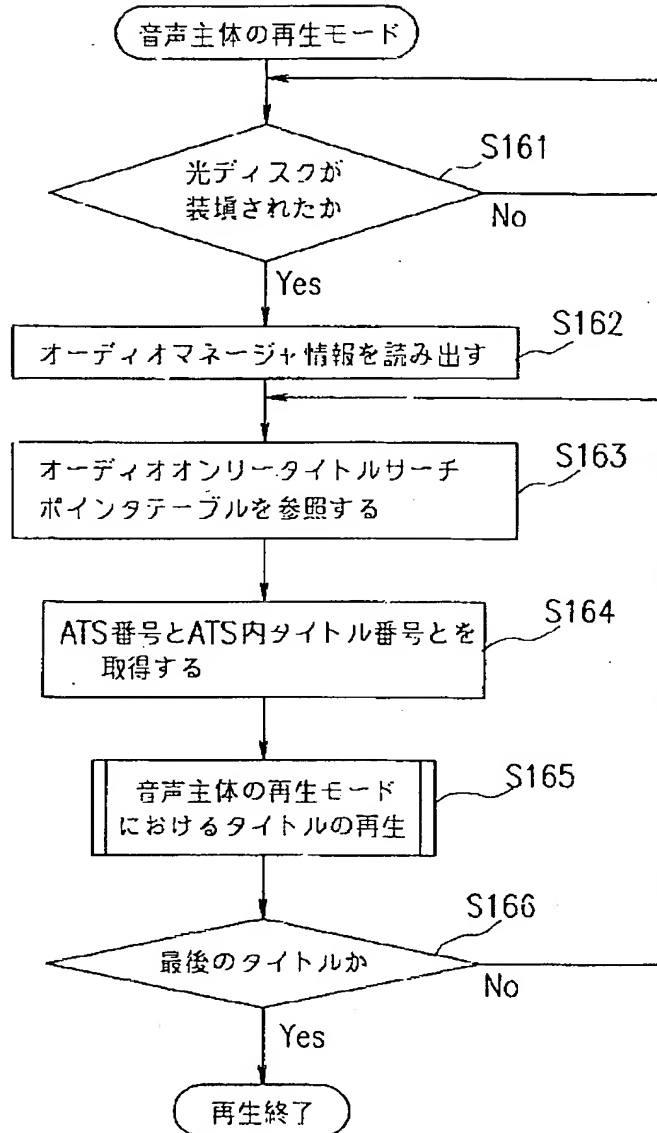 音声主体の再生モード
光ディスクが
装填されたか
S161
No
Yes
オーディオマネージャ情報を読み出す
S162
オーディオオンリータイトルサーチ
ポインタテーブルを参照する
S163
ATS番号とATS内タイトル番号とを
取得する
S164
音声主体の再生モード
におけるタイトルの再生
S165
最後のタイトルか
S166
No
Yes
再生終了